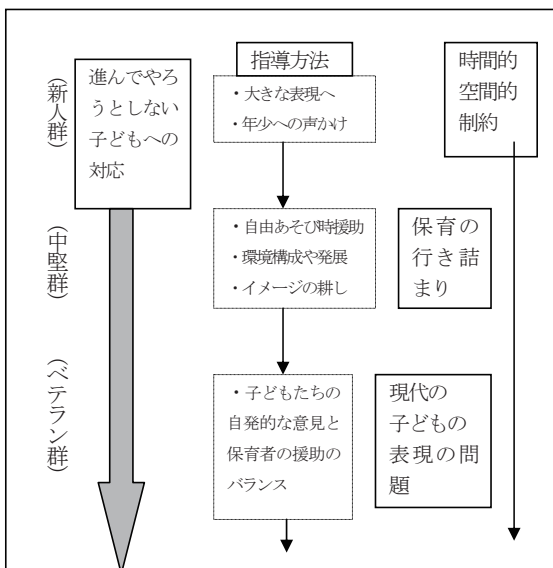 (新人群)
進んでやろ
うとしない
子どもへの
対応
指導方法
・大きな表現へ
・年少への声かけ
時間的
空間的
制約
(中堅群)
・自由あそび時援助
・環境構成や発展
・イメージの耕し
保育の
行き詰
まり
(ベテラン群)
・子どもたちの
自発的な意見と
保育者の援助の
バランス
現代の
子どもの
表現の問
題